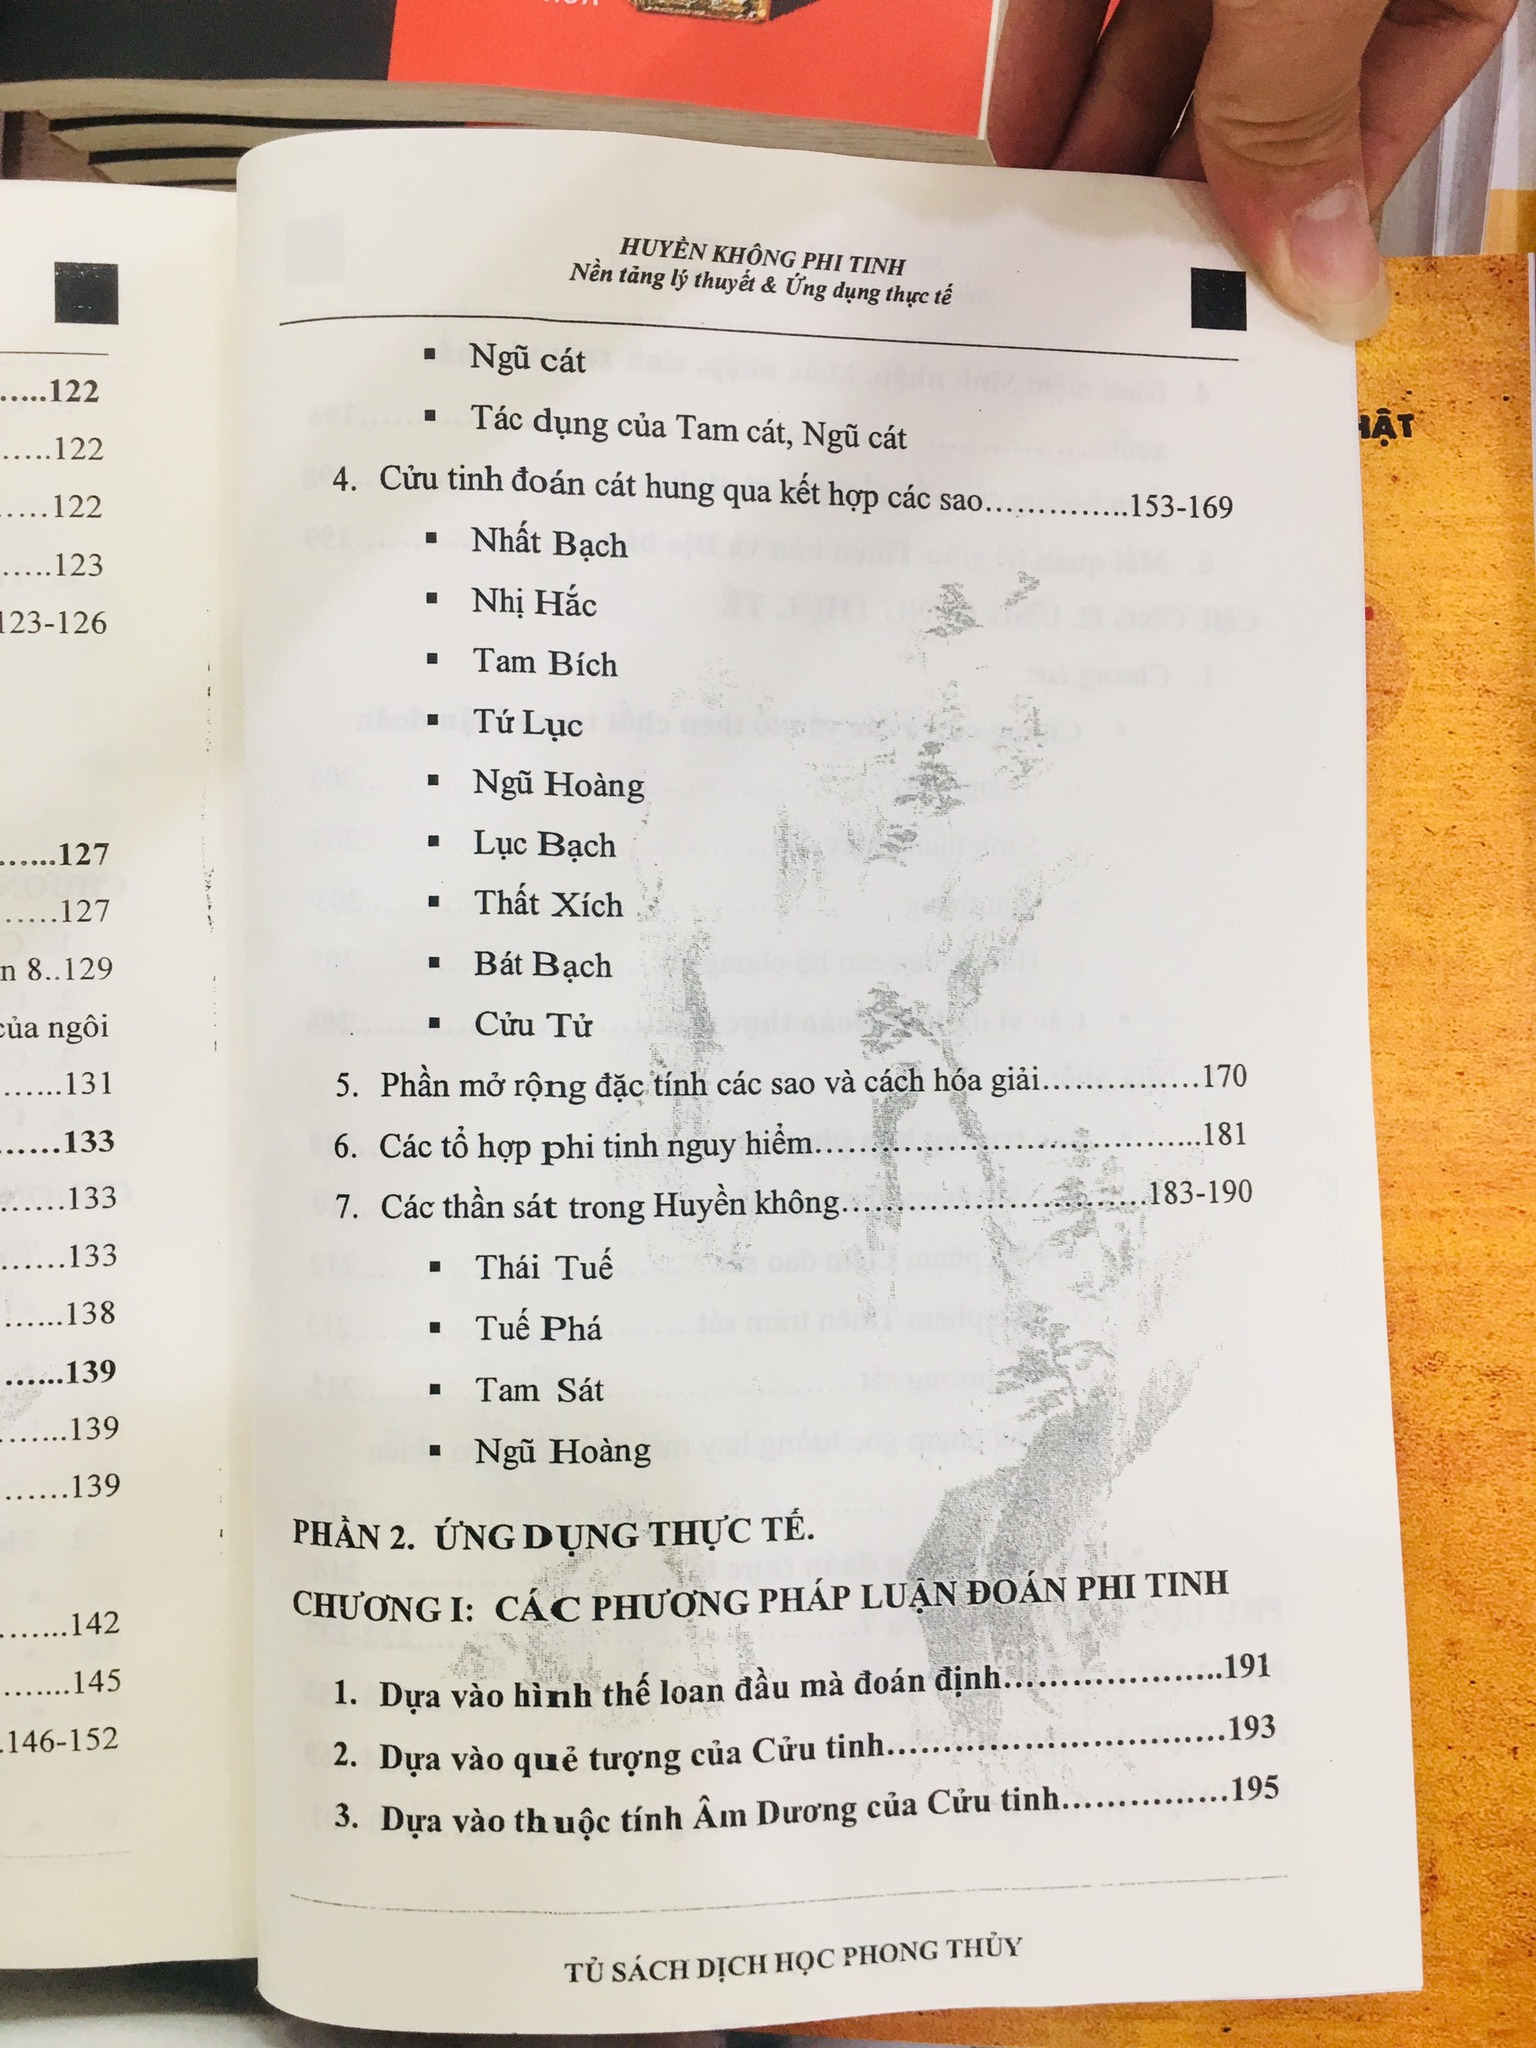 ……122
……122
……122
……123
123-126
……127
……127
n 8..129
của ngôi
……131
……133
……133
……133
……138
……139
……139
……139
……142
……145
.146-152
HUYỀN KHÔNG PHI TINH
Nền tảng lý thuyết & Ứng dụng thực tế
▪ Ngũ cát
▪ Tác dụng của Tam cát, Ngũ cát
4. Cửu tinh đoán cát hung qua kết hợp các sao…………..153-169
▪ Nhất Bạch
▪ Nhị Hắc
▪ Tam Bích
▪ Tứ Lục
▪ Ngũ Hoàng
▪ Lục Bạch
▪ Thất Xích
▪ Bát Bạch
▪ Cửu Tử
5. Phần mở rộng đặc tính các sao và cách hóa giải……………170
6. Các tổ hợp phi tinh nguy hiểm………………………………...181
7. Các thần sát trong Huyền không…………………………183-190
▪ Thái Tuế
▪ Tuế Phá
▪ Tam Sát
▪ Ngũ Hoàng
PHẦN 2. ỨNG DỤNG THỰC TẾ.
CHƯƠNG I: CÁC PHƯƠNG PHÁP LUẬN ĐOÁN PHI TINH
1. Dựa vào hình thế loan đầu mà đoán định………………...191
2. Dựa vào quẻ tượng của Cửu tinh……………………………193
3. Dựa vào thuộc tính Âm Dương của Cửu tinh……………195
TỦ SÁCH DỊCH HỌC PHONG THỦY